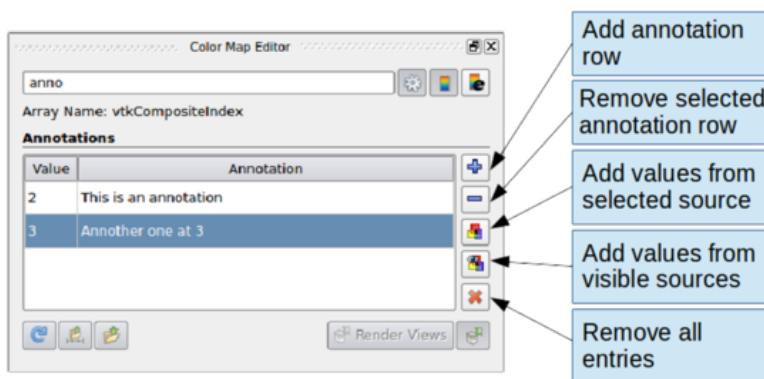 Color Map Editor
anno
Array Name: vtkCompositeIndex
Annotations
Value
Annotation
2
This is an annotation
3
Annother one at 3
Render Views
Add annotation
row
Remove selected
annotation row
Add values from
selected source
Add values from
visible sources
Remove all
entries